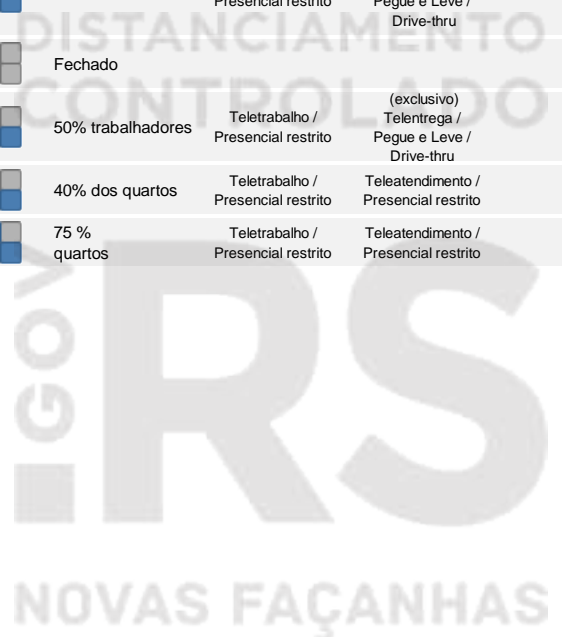 Presencial restrito
Pegue e Leve /
Drive-thru
DISTANCIAMENTO
Fechado
CONTROLADO
50% trabalhadores
Teletrabalho /
Presencial restrito
(exclusivo)
Telentrega /
Pegue e Leve /
Drive-thru
40% dos quartos
Teletrabalho /
Presencial restrito
Teleatendimento /
Presencial restrito
75 %
quartos
Teletrabalho /
Presencial restrito
Teleatendimento /
Presencial restrito
GOV
RS
NOVAS FAÇANHAS